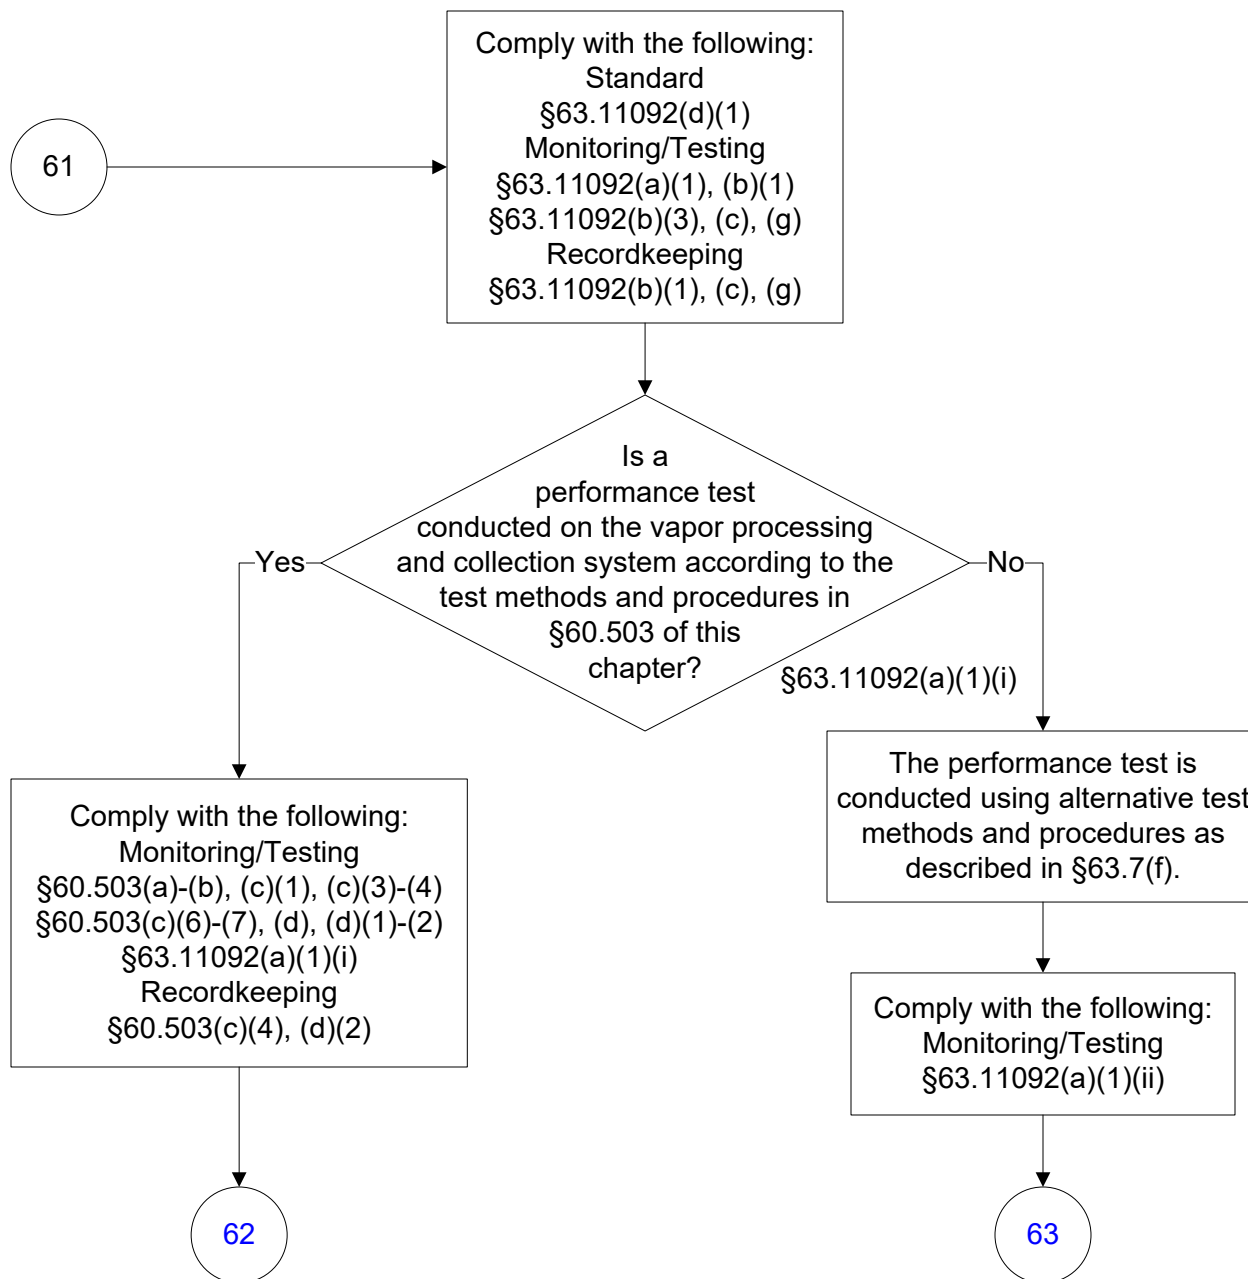 61
Comply with the following:
Standard
§63.11092(d)(1)
Monitoring/Testing
§63.11092(a)(1), (b)(1)
§63.11092(b)(3), (c), (g)
Recordkeeping
§63.11092(b)(1), (c), (g)
Is a
performance test
conducted on the vapor processing
and collection system according to the
test methods and procedures in
§60.503 of this
chapter?
Yes
No
§63.11092(a)(1)(i)
Comply with the following:
Monitoring/Testing
§60.503(a)-(b), (c)(1), (c)(3)-(4)
§60.503(c)(6)-(7), (d), (d)(1)-(2)
§63.11092(a)(1)(i)
Recordkeeping
§60.503(c)(4), (d)(2)
62
The performance test is
conducted using alternative test
methods and procedures as
described in §63.7(f).
Comply with the following:
Monitoring/Testing
§63.11092(a)(1)(ii)
63